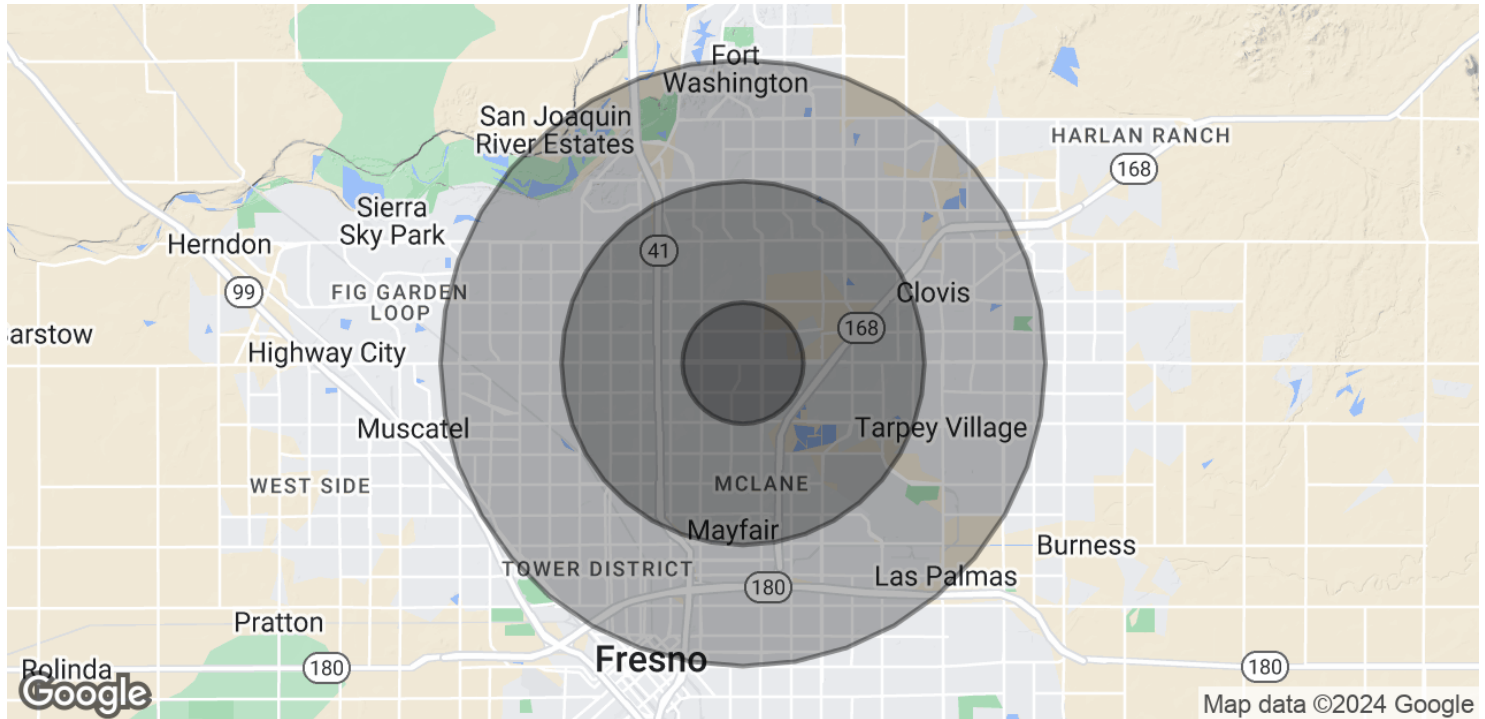 Fort
Washington
San Joaquin
River Estates
HARLAN RANCH
168
Sierra
Sky Park
Herndon
41
99
FIG GARDEN
LOOP
Clovis
168
arstow
Highway City
Muscatel
Tarpey Village
WEST SIDE
MCLANE
Mayfair
Burness
TOWER DISTRICT
Las Palmas
180
Pratton
Fresno
Rolinda
180
180
Google
Map data ©2024 Google